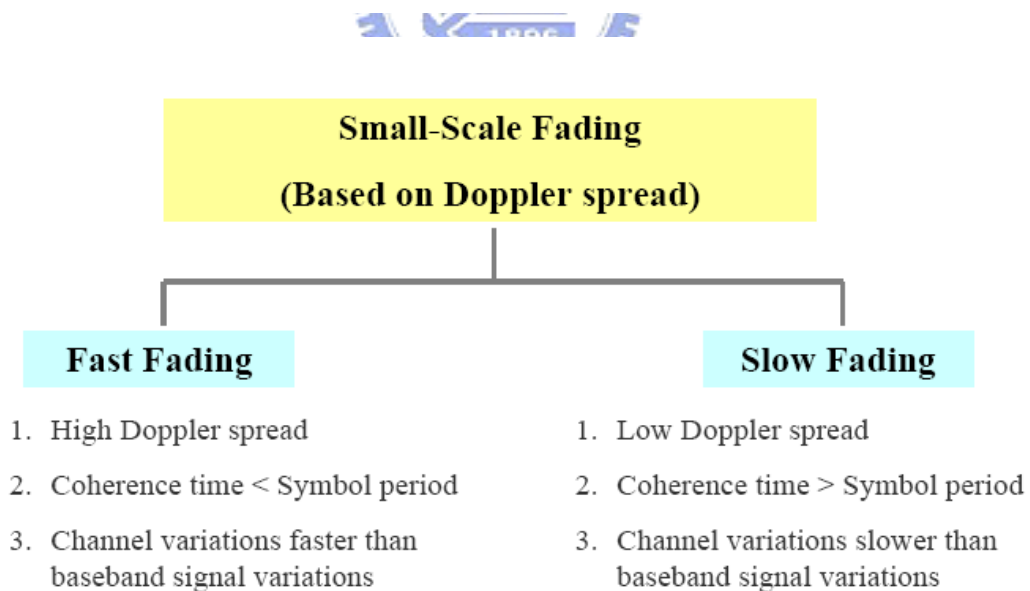 1896
Small-Scale Fading
(Based on Doppler spread)
Fast Fading
1. High Doppler spread
2. Coherence time < Symbol period
3. Channel variations faster than
baseband signal variations
Slow Fading
1. Low Doppler spread
2. Coherence time > Symbol period
3. Channel variations slower than
baseband signal variations